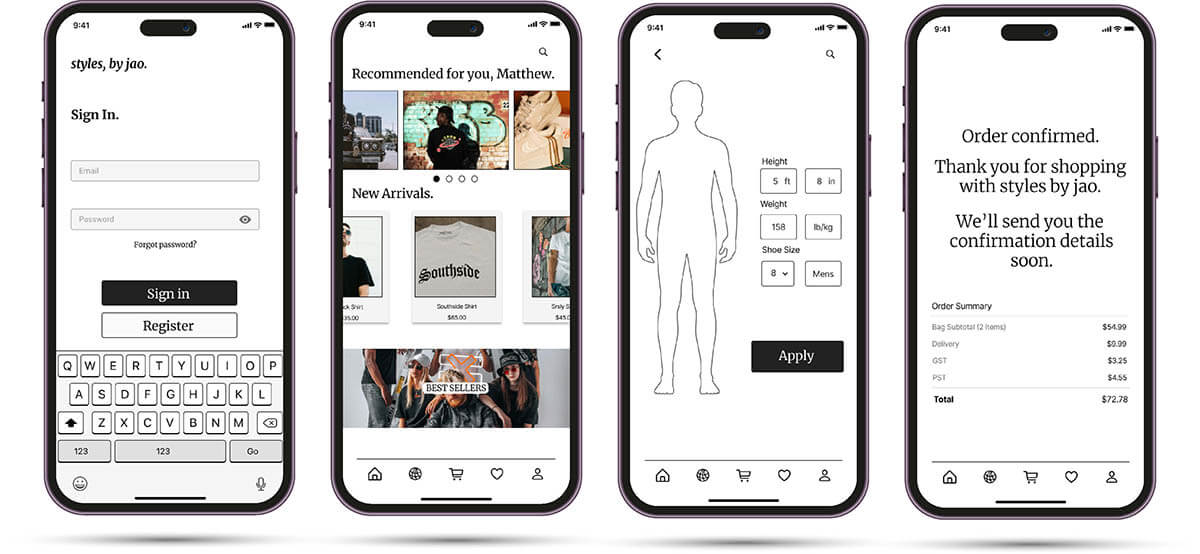 9:41
styles, by jao.
Sign In.
Email
Password
Forgot password?
Sign in
Register
Q W E R T Y U I O P
A S D F G H J K L
Z X C V B N M
123 123 Go
9:41
Recommended for you, Matthew.
22
New Arrivals.
Southside
ck Shirt
$35.00
Southside Shirt
$65.00
Srsly S
$45.0
BEST SELLERS
9:41
Height
5 ft 8 in
Weight
158 lb/kg
Shoe Size
8 Mens
Apply
9:41
Order confirmed.
Thank you for shopping
with styles by jao.
We’ll send you the
confirmation details
soon.
Order Summary
Bag Subtotal (2 items) $54.99
Delivery $9.99
GST $3.25
PST $4.55
Total $72.78